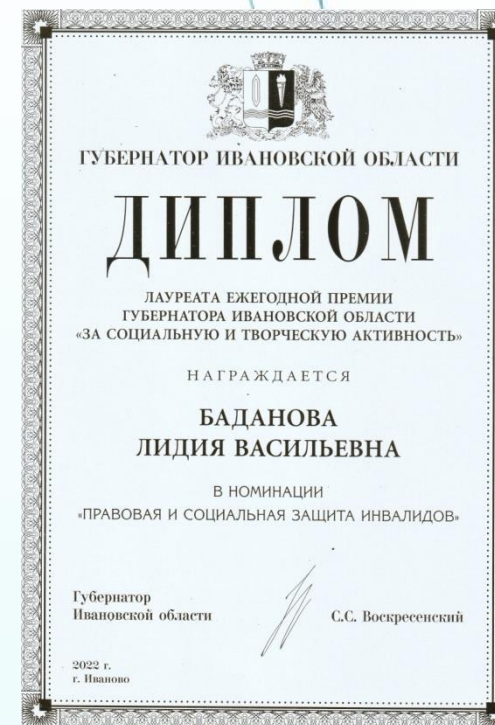 ГУБЕРНАТОР ИВАНОВСКОЙ ОБЛАСТИ
ДИПЛОМ
ЛАУРЕАТА ЕЖЕГОДНОЙ ПРЕМИИ
ГУБЕРНАТОРА ИВАНОВСКОЙ ОБЛАСТИ
«ЗА СОЦИАЛЬНУЮ И ТВОРЧЕСКУЮ АКТИВНОСТЬ»
НАГРАЖДАЕТСЯ
БАДАНОВА
ЛИДИЯ ВАСИЛЬЕВНА
В НОМИНАЦИИ
«ПРАВОВАЯ И СОЦИАЛЬНАЯ ЗАЩИТА ИНВАЛИДОВ»
Губернатор
Ивановской области С.С. Воскресенский
2022 г.
г. Иваново